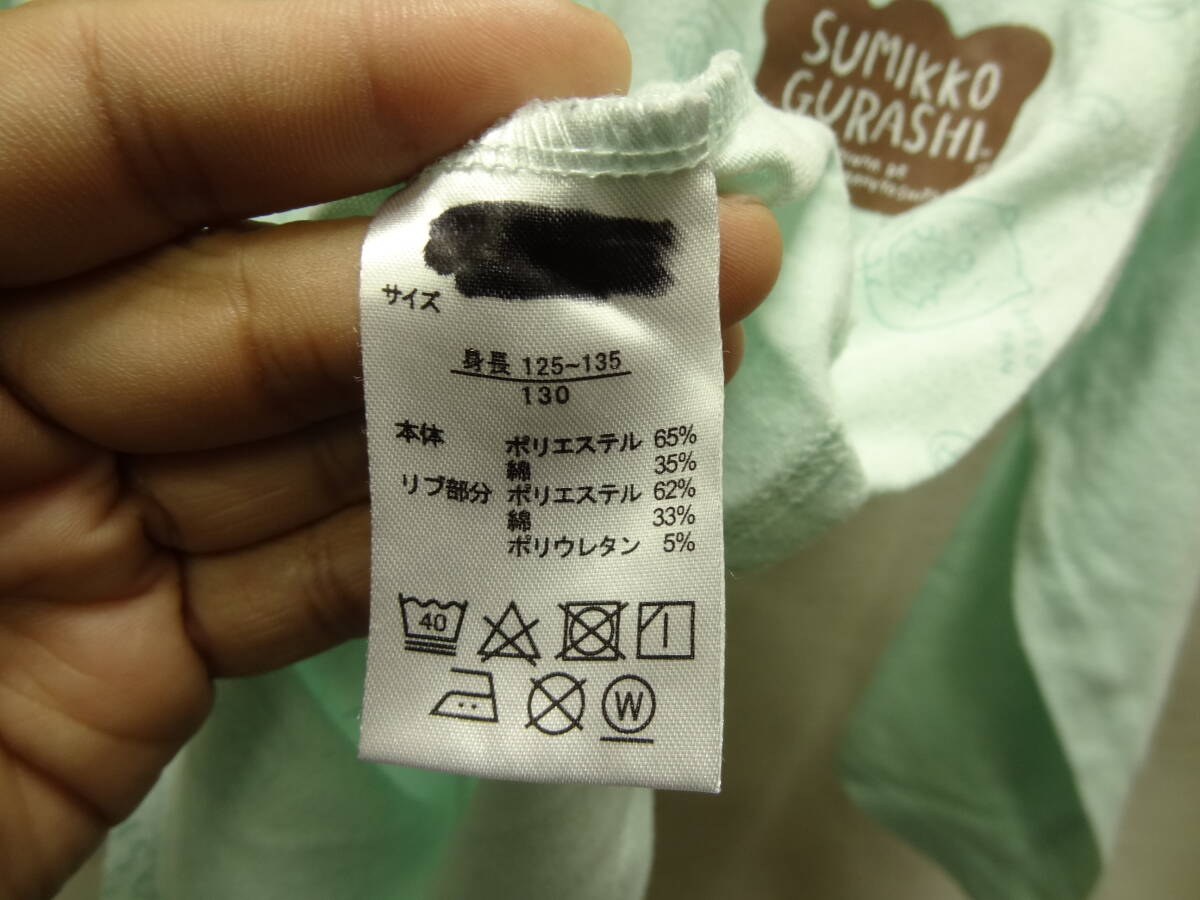 SUMIKKO
GURASHI
サイズ
身長 125~135
130
本体 ポリエステル 65%
綿 35%
リブ部分 ポリエステル 62%
綿 33%
ポリウレタン 5%
40
W